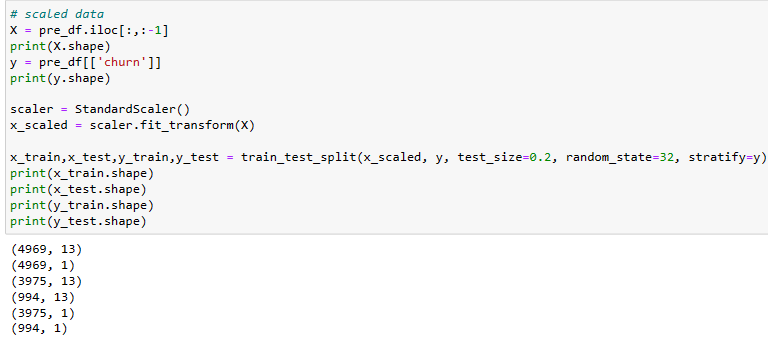 # scaled data
X = pre_df.iloc[:,:-1]
print(X.shape)
y = pre_df[['churn']]
print(y.shape)
scaler = StandardScaler()
x_scaled = scaler.fit_transform(X)
x_train,x_test,y_train,y_test = train_test_split(x_scaled, y, test_size=0.2, random_state=32, stratify=y)
print(x_train.shape)
print(x_test.shape)
print(y_train.shape)
print(y_test.shape)
(4969, 13)
(4969, 1)
(3975, 13)
(994, 13)
(3975, 1)
(994, 1)